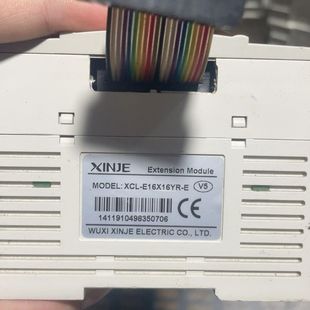 XINJE Extension Module
MODEL: XCL-E16X16YR-E V5
1411910496350706 CE
WUXI XINJE ELECTRIC CO., LTD.